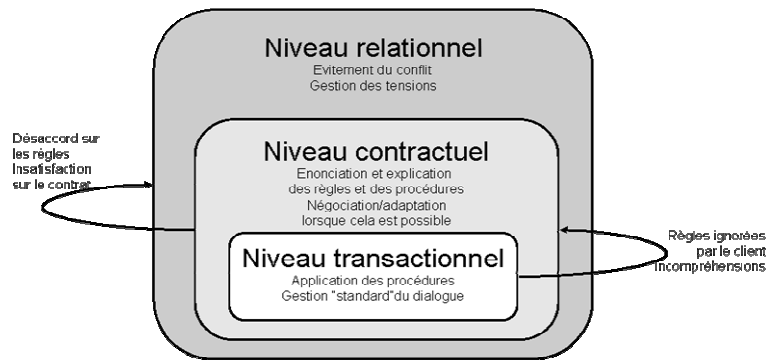 Niveau relationnel
Evitement du conflit
Gestion des tensions
Désaccord sur
les règles
Insatisfaction
sur le contrat
Niveau contractuel
Enonciation et explication
des règles et des procédures
Négociation/adaptation
lorsque cela est possible
Règles ignorées
par le client
Incompréhensions
Niveau transactionnel
Application des procédures
Gestion "standard"du dialogue